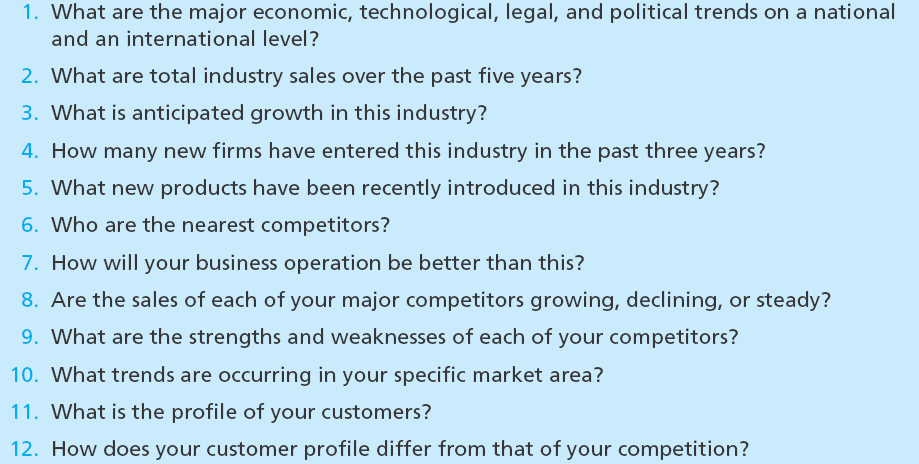 1. What are the major economic, technological, legal, and political trends on a national
and an international level?
2. What are total industry sales over the past five years?
3. What is anticipated growth in this industry?
4. How many new firms have entered this industry in the past three years?
5. What new products have been recently introduced in this industry?
6. Who are the nearest competitors?
7. How will your business operation be better than this?
8. Are the sales of each of your major competitors growing, declining, or steady?
9. What are the strengths and weaknesses of each of your competitors?
10. What trends are occurring in your specific market area?
11. What is the profile of your customers?
12. How does your customer profile differ from that of your competition?